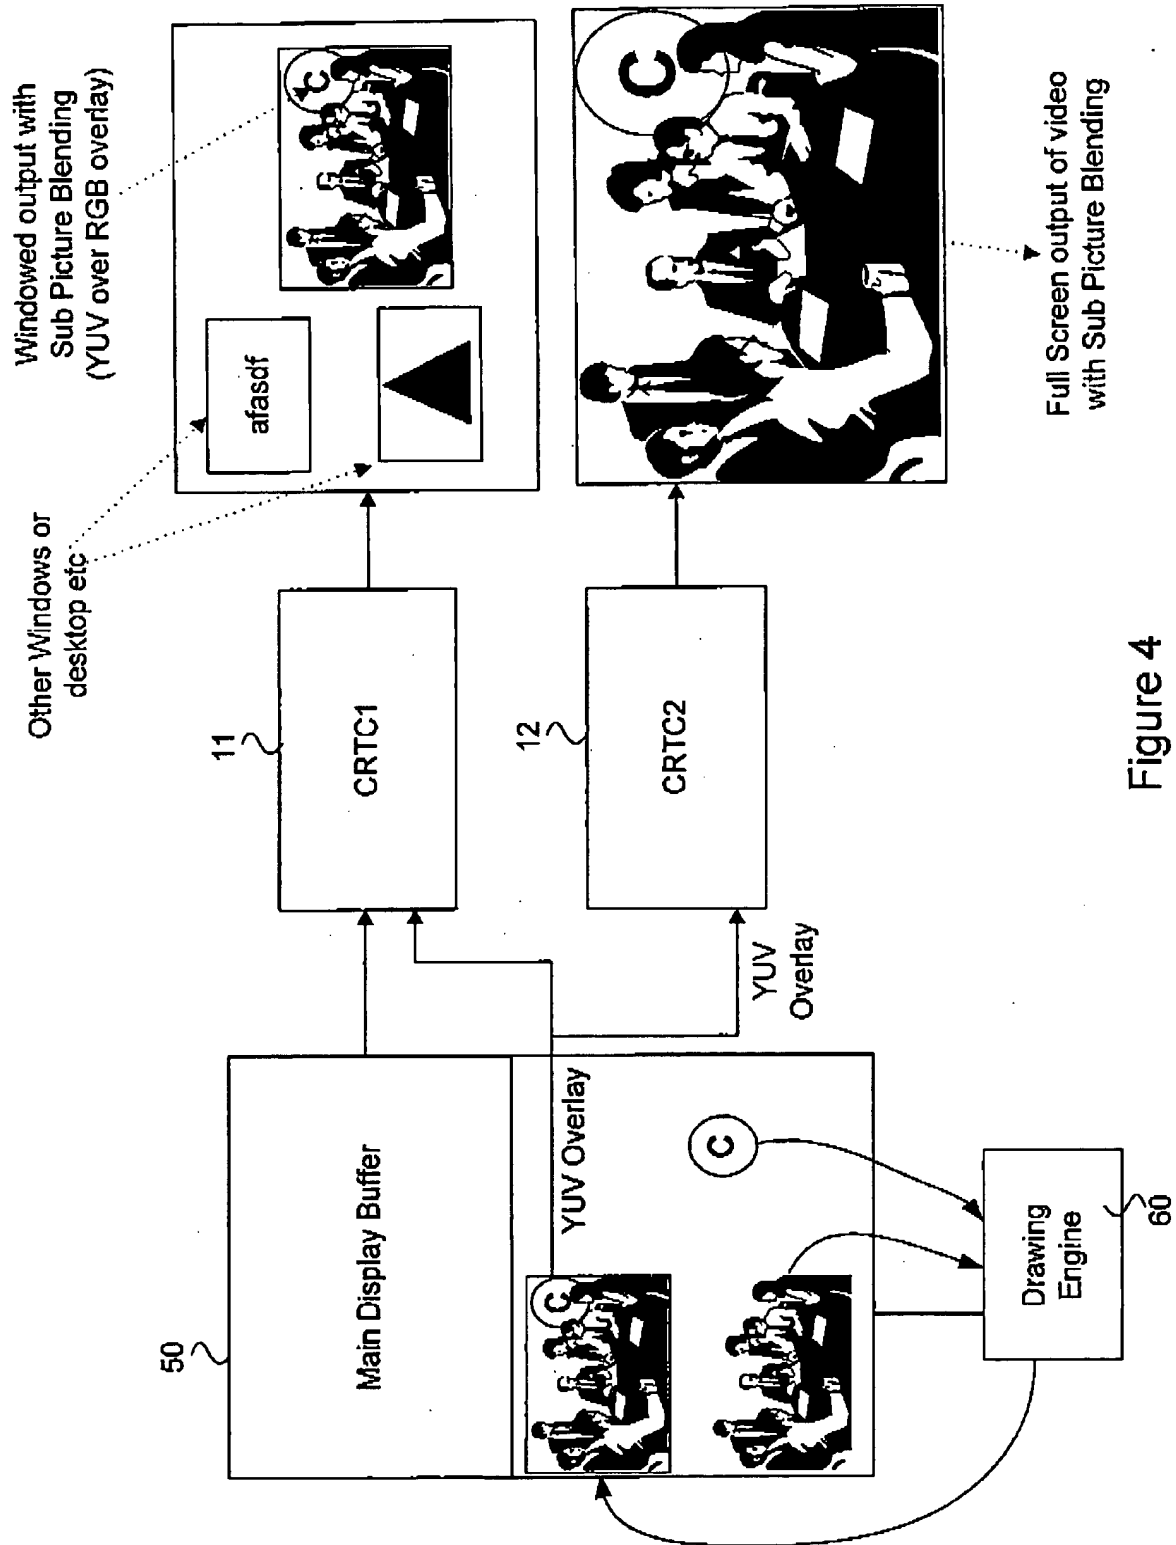 Windowed output with
Sub Picture Blending
(YUV over RGB overlay)
Other Windows or
desktop etc
afasdf
C
11
CRTC1
50
Main Display Buffer
YUV Overlay
C
C
YUV
Overlay
12
CRTC2
C
Drawing
Engine
60
Full Screen output of video
with Sub Picture Blending
Figure 4